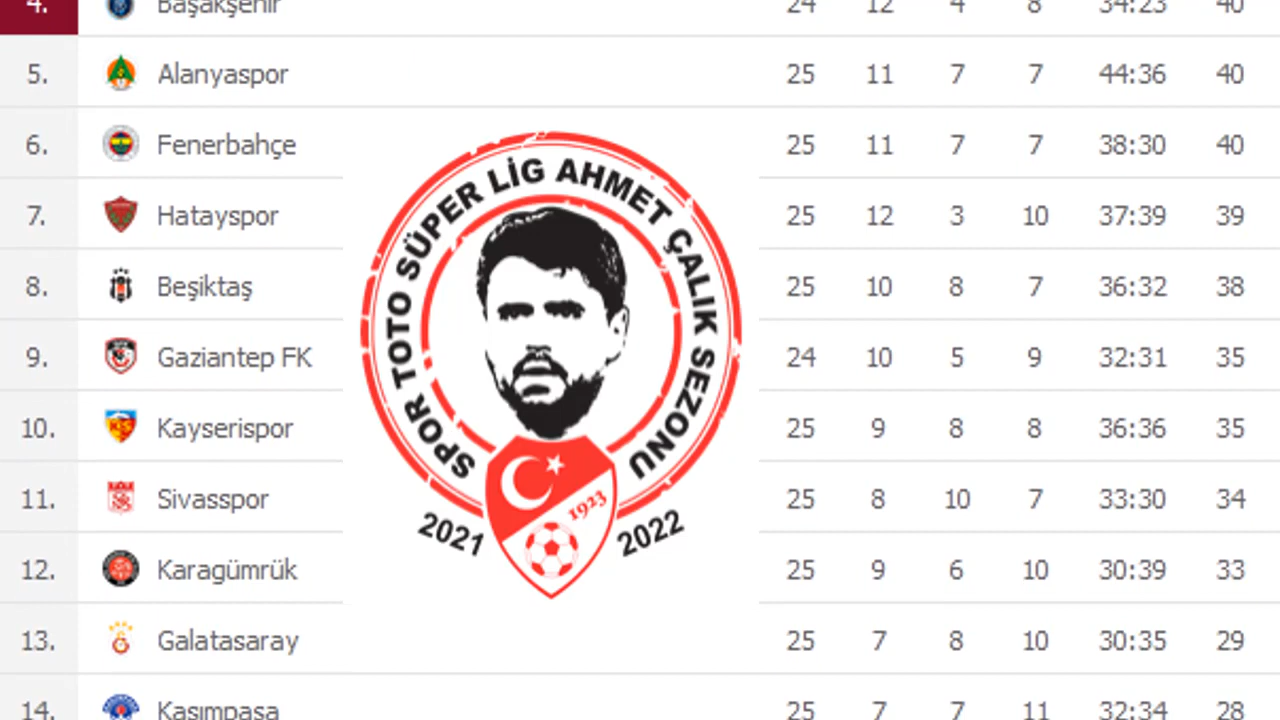 4. Başakşehir 24 12 4 8 34:23 40
5. Alanyaspor 25 11 7 7 44:36 40
6. Fenerbahçe 25 11 7 7 38:30 40
7. Hatayspor 25 12 3 10 37:39 39
8. Beşiktaş 25 10 8 7 36:32 38
9. Gaziantep FK 24 10 5 9 32:31 35
10. Kayserispor 25 9 8 8 36:36 35
11. Sivasspor 25 8 10 7 33:30 34
12. Karagümrük 25 9 6 10 30:39 33
13. Galatasaray 25 7 8 10 30:35 29
14. Kasımpaşa 25 7 7 11 32:34 28
SPOR TOTO SÜPER LİG AHMET ÇALIK SEZONU
1923
2021 2022